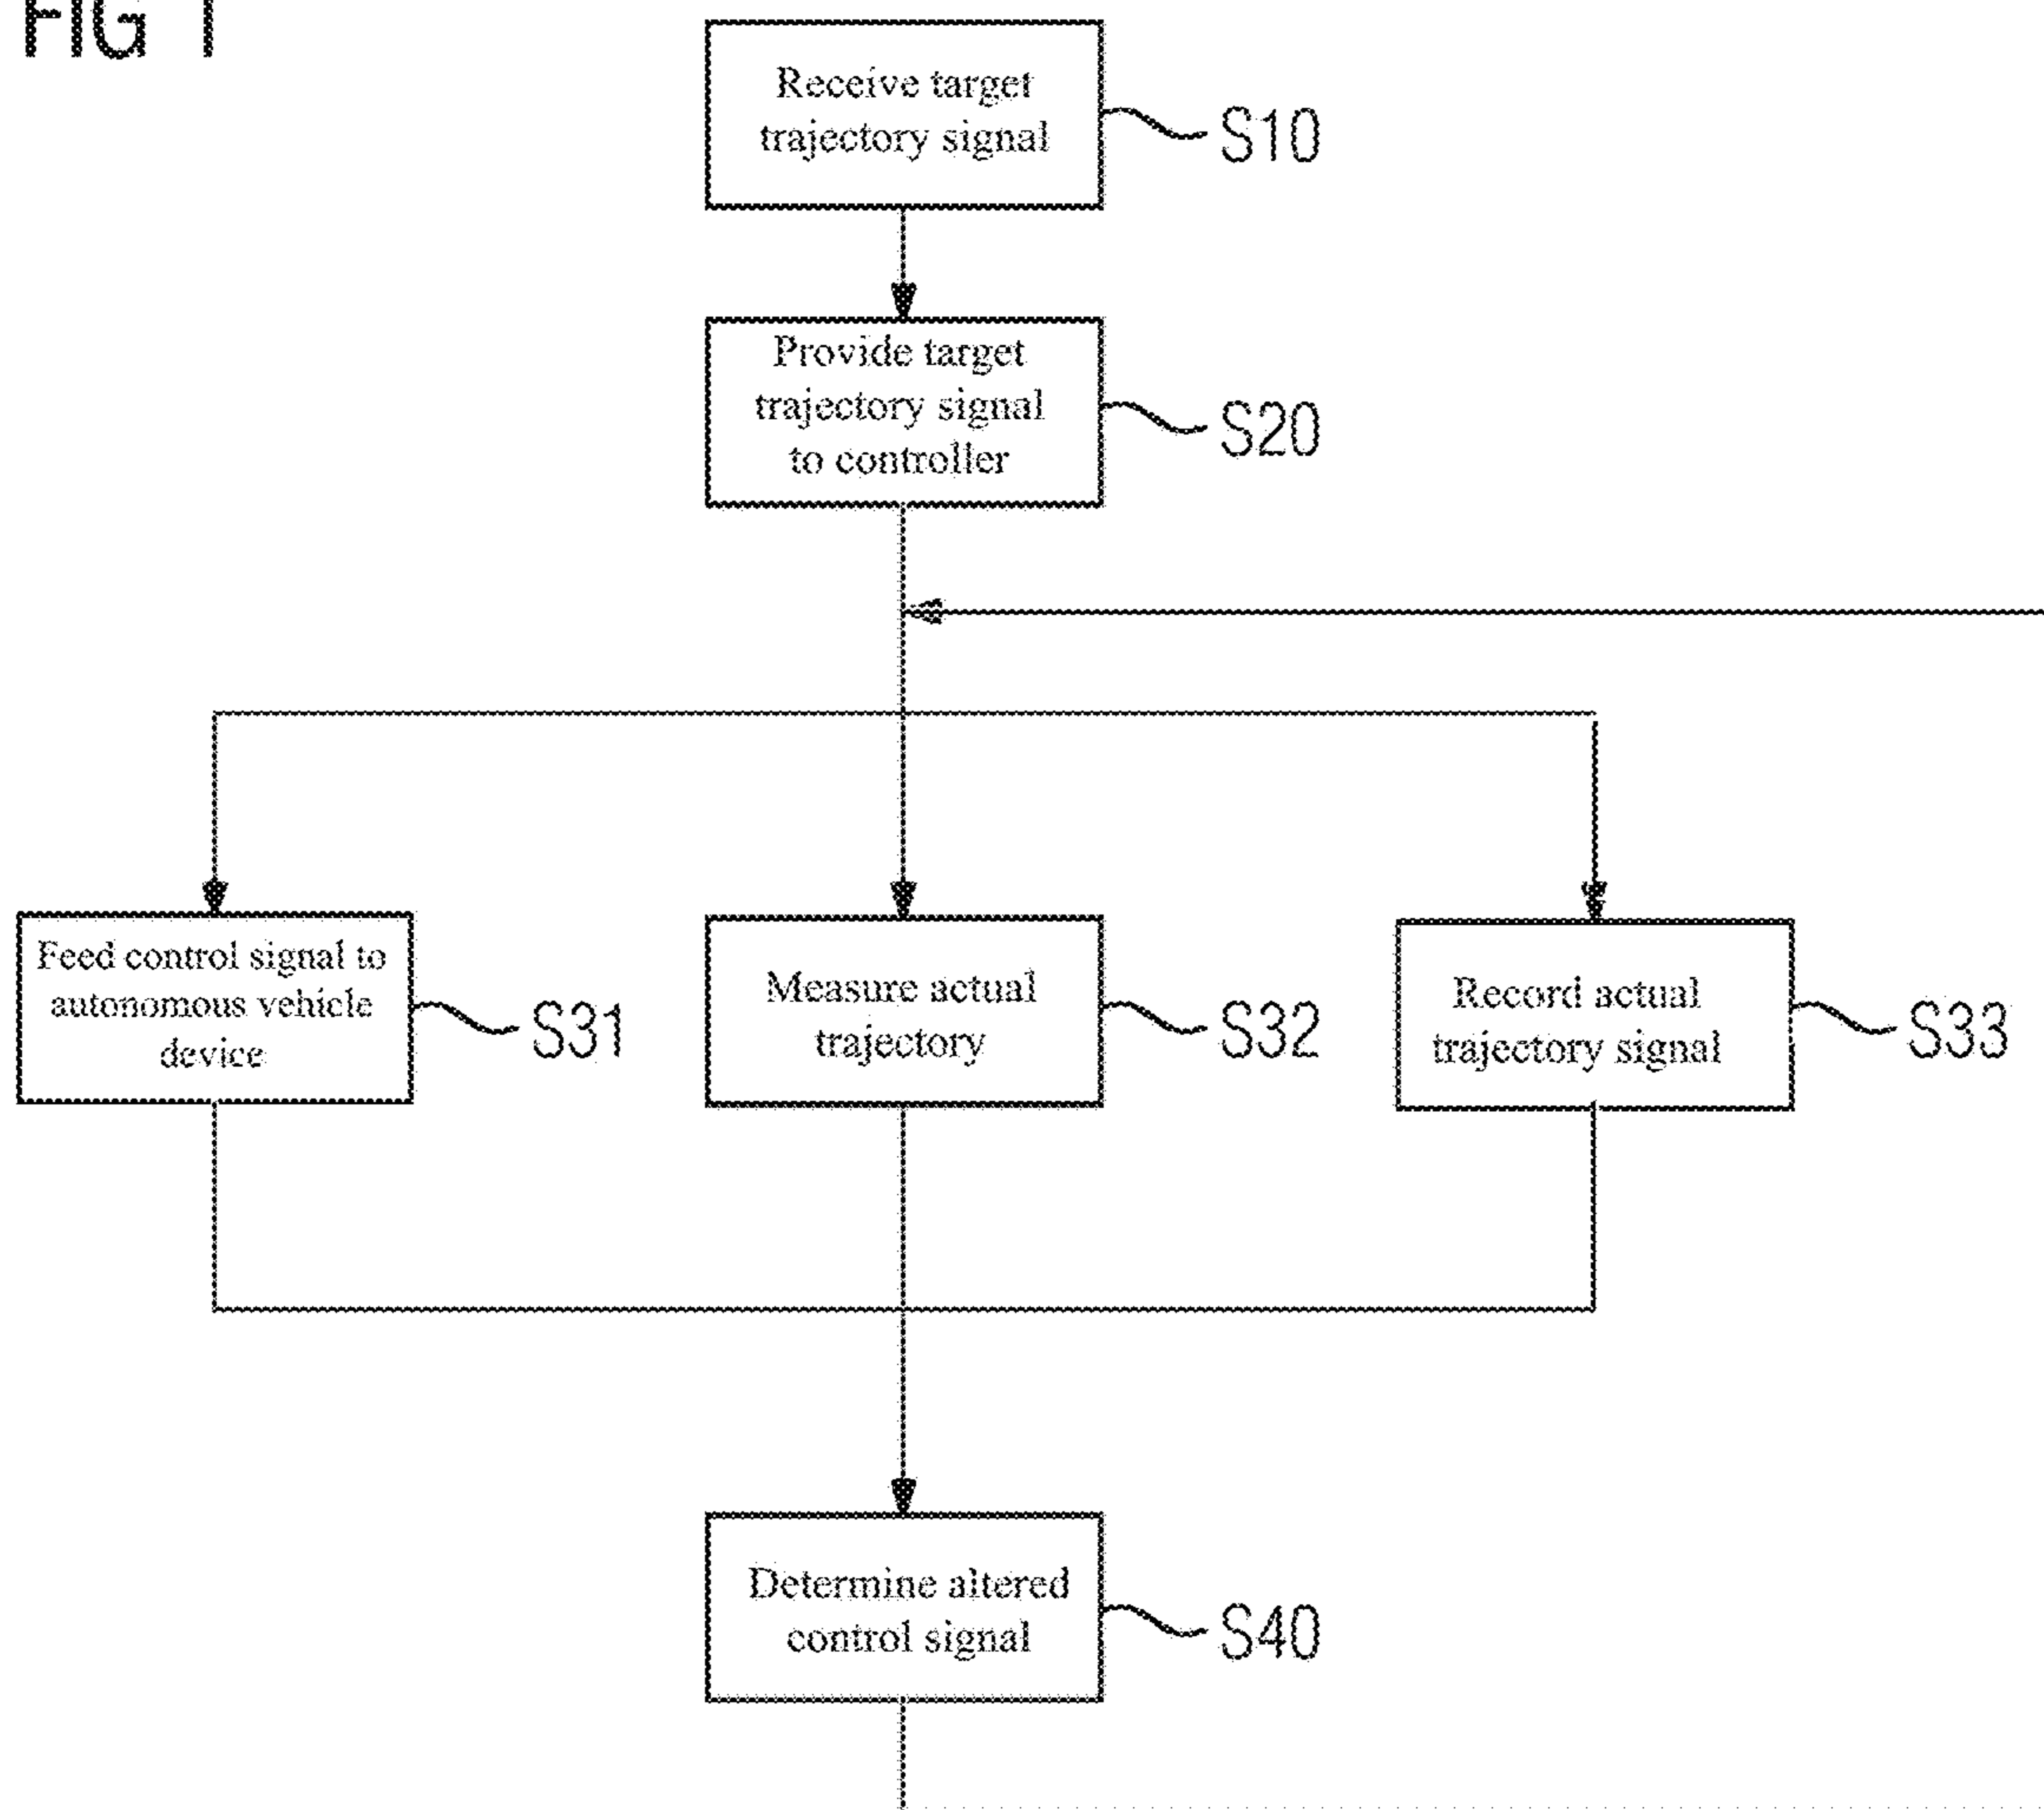 FIG 1
Receive target
trajectory signal
S10
Provide target
trajectory signal
to controller
S20
Feed control signal to
autonomous vehicle
device
S31
Measure actual
trajectory
S32
Record actual
trajectory signal
S33
Determine altered
control signal
S40